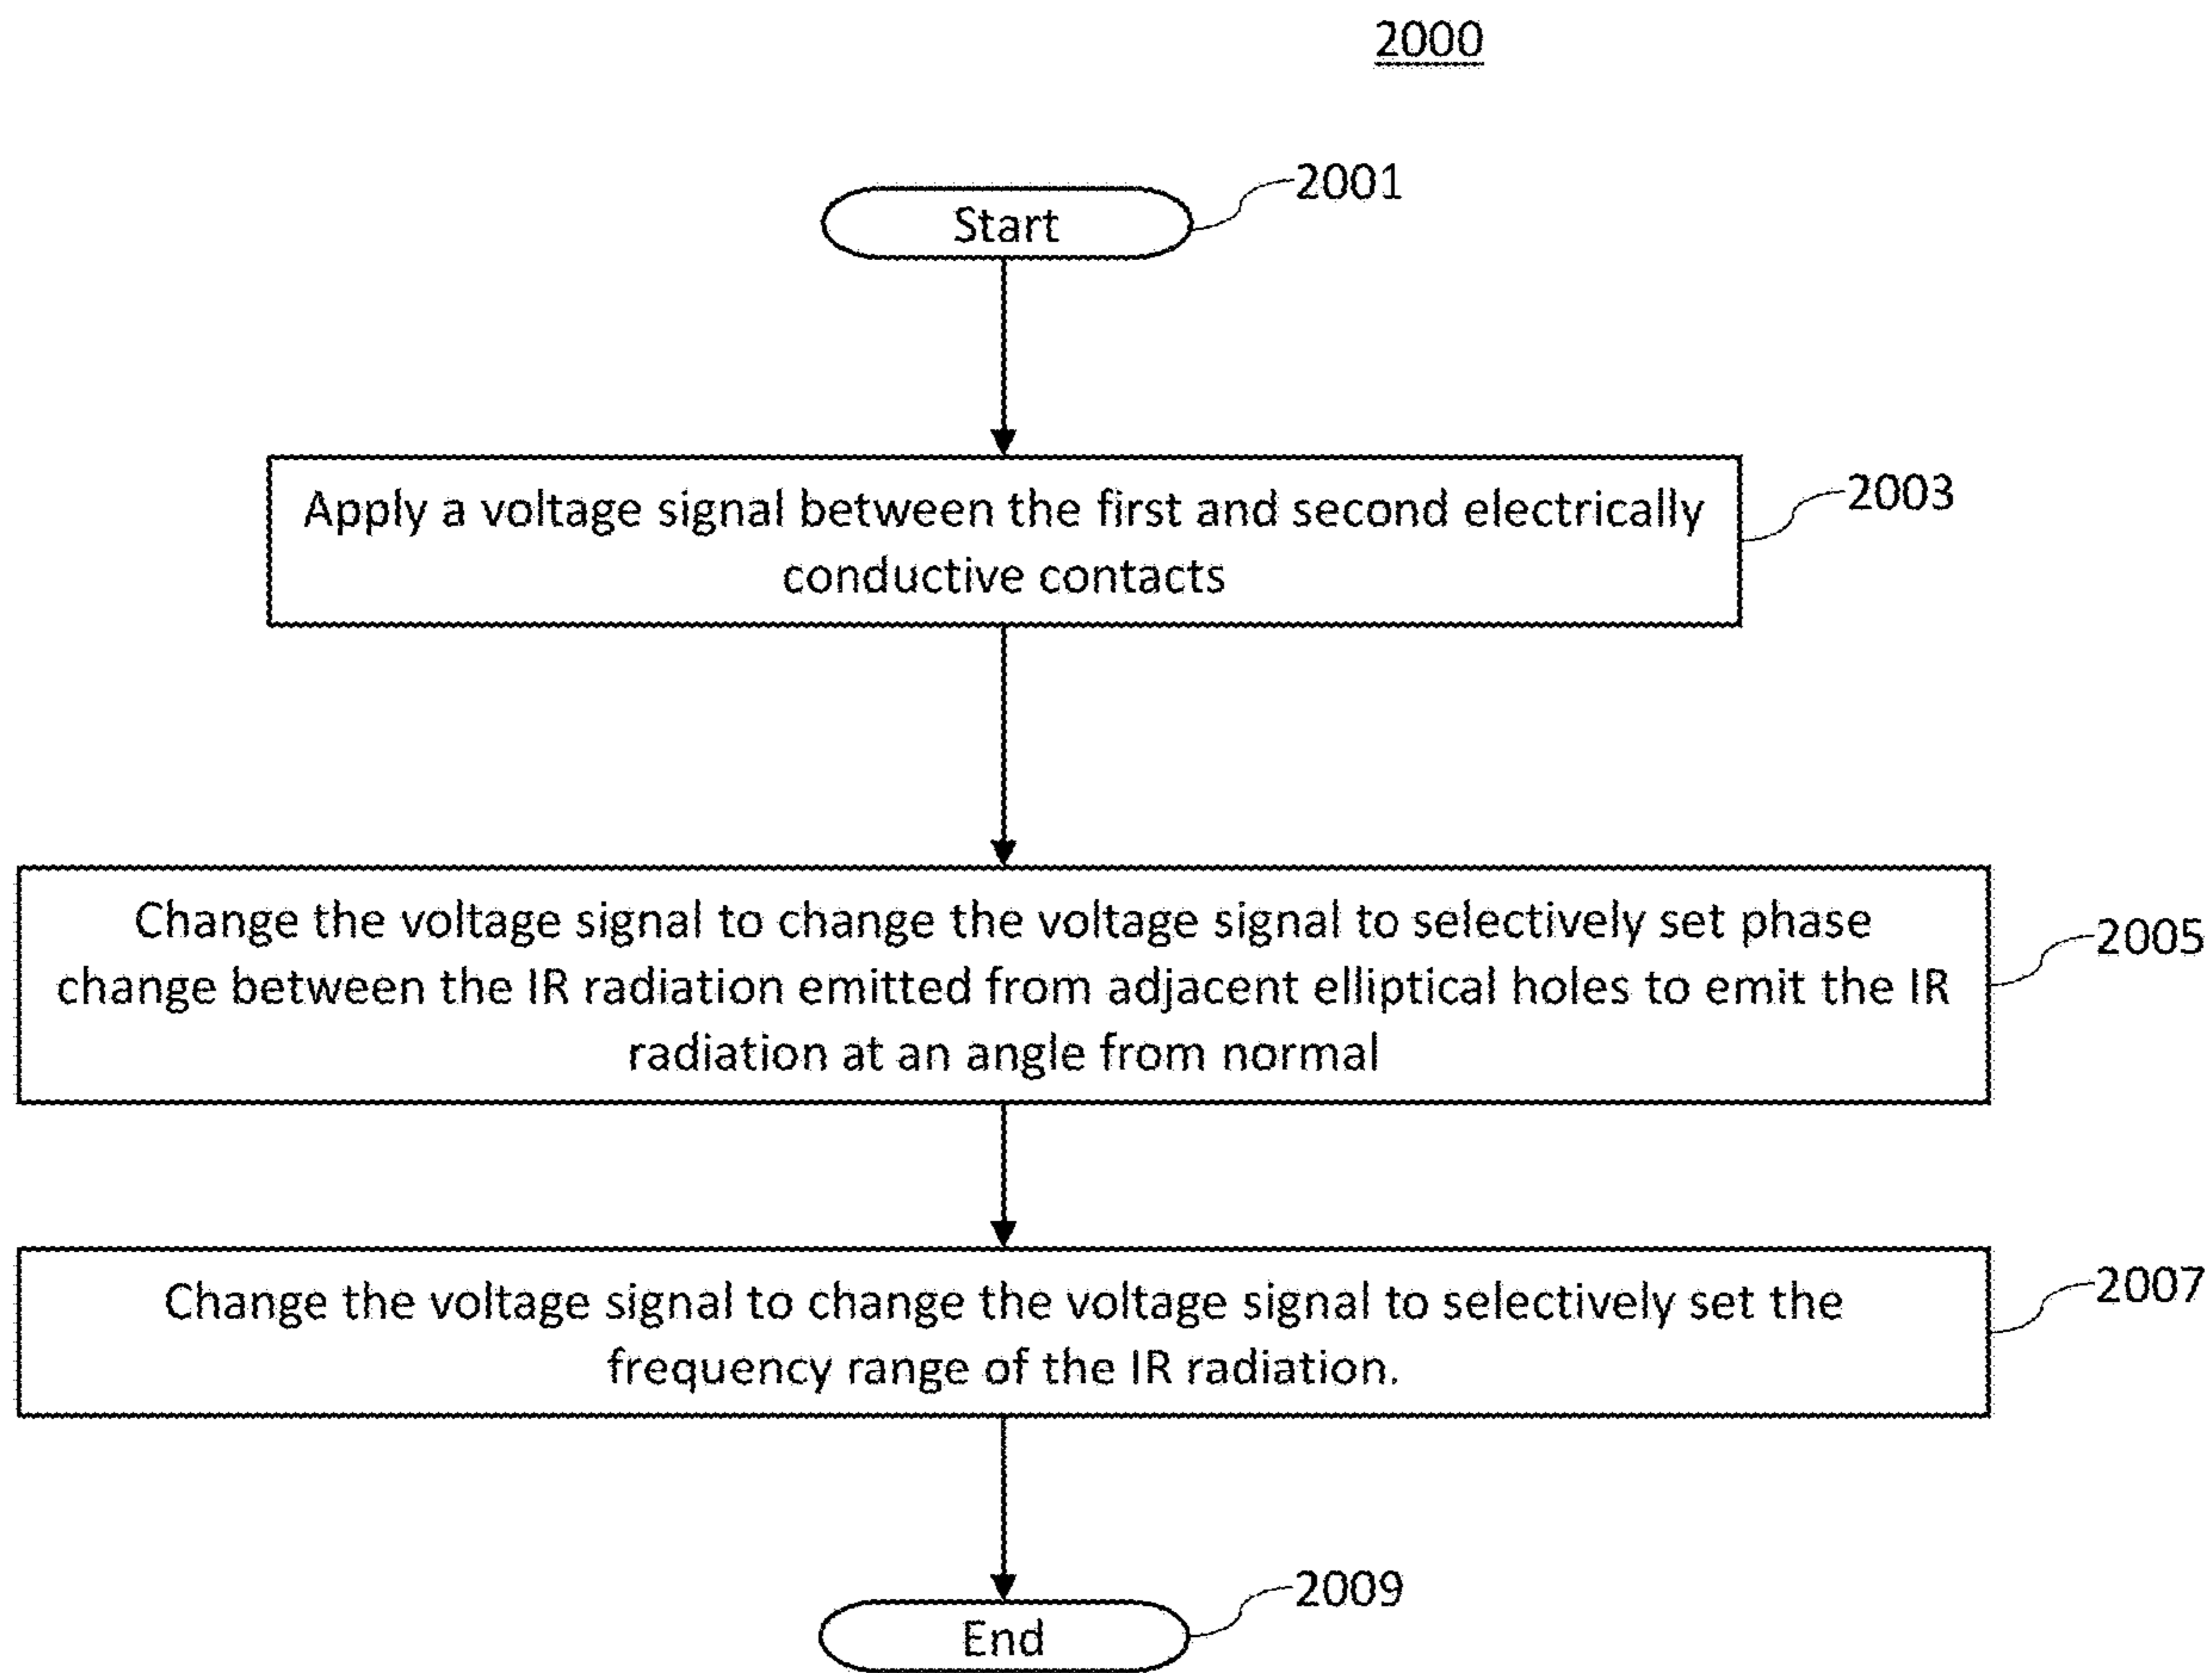 2000
Start
2001
Apply a voltage signal between the first and second electrically
conductive contacts
2003
Change the voltage signal to change the voltage signal to selectively set phase
change between the IR radiation emitted from adjacent elliptical holes to emit the IR
radiation at an angle from normal
2005
Change the voltage signal to change the voltage signal to selectively set the
frequency range of the IR radiation.
2007
End
2009